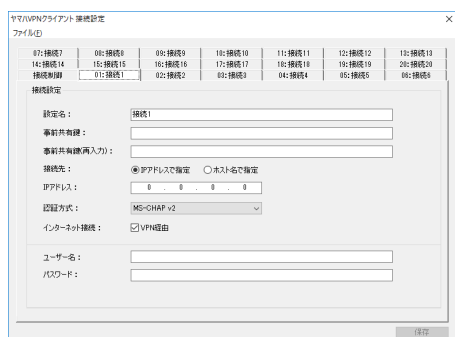 ヤマハVPNクライアント 接続設定
ファイル(F)
07:接続7 08:接続8 09:接続9 10:接続10 11:接続11 12:接続12 13:接続13
14:接続14 15:接続15 16:接続16 17:接続17 18:接続18 19:接続19 20:接続20
接続制御 01:接続1 02:接続2 03:接続3 04:接続4 05:接続5 06:接続6
接続設定
設定名： 接続1
事前共有鍵：
事前共有鍵(再入力)：
接続先： IPアドレスで指定 ホスト名で指定
IPアドレス： 0 . 0 . 0 . 0
認証方式： MS-CHAP v2
インターネット接続： VPN経由
ユーザー名：
パスワード：
保存